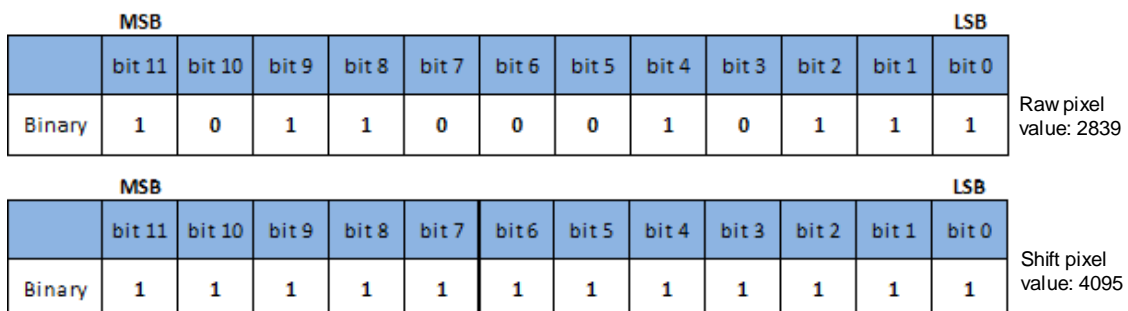 MSB LSB
bit 11 bit 10 bit 9 bit 8 bit 7 bit 6 bit 5 bit 4 bit 3 bit 2 bit 1 bit 0
Binary 1 0 1 1 0 0 0 1 0 1 1 1
Raw pixel
value: 2839
MSB LSB
bit 11 bit 10 bit 9 bit 8 bit 7 bit 6 bit 5 bit 4 bit 3 bit 2 bit 1 bit 0
Binary 1 1 1 1 1 1 1 1 1 1 1 1
Shift pixel
value: 4095